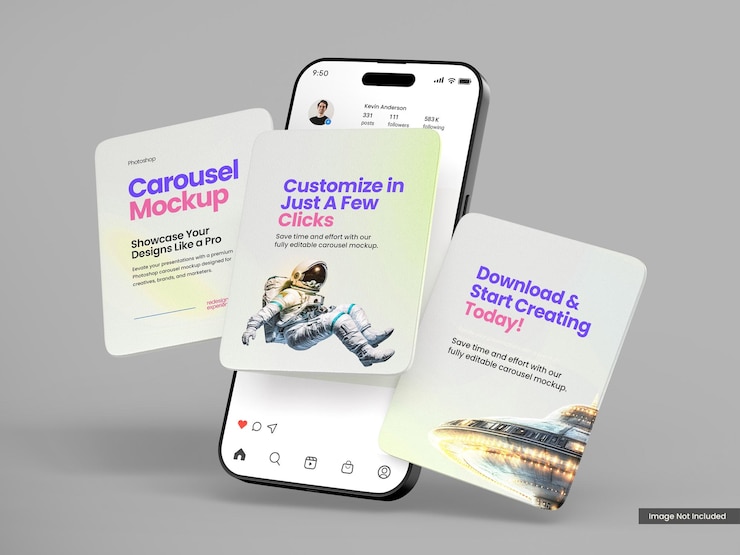 9:50
Kevin Anderson
331
111
583 K
posts
followers
following
Photoshop
Carousel
Mockup
Showcase Your
Designs Like a Pro
Elevate your presentations with a premium
Photoshop carousel mockup designed for
creatives, brands, and marketers.
Customize in
Just A Few
Clicks
Save time and effort with our
fully editable carousel mockup.
Download &
Start Creating
Today!
Save time and effort with our
fully editable carousel mockup.
Image Not Included